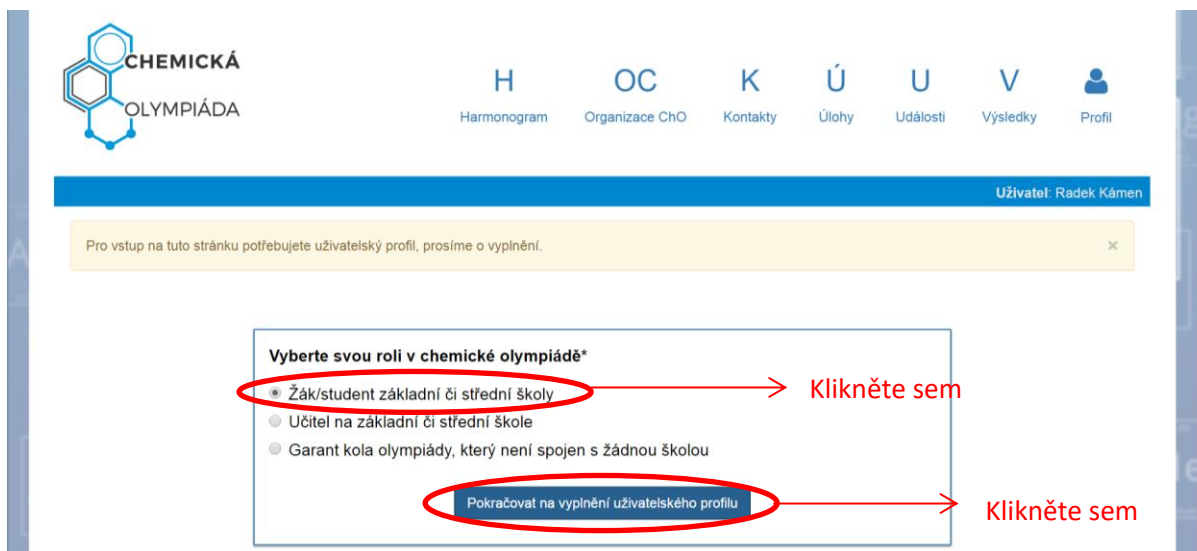 CHEMICKÁ
OLYMPIÁDA
H OC K Ú U V
Harmonogram Organizace ChO Kontakty Úlohy Události Výsledky Profil
Uživatel: Radek Kámen
Pro vstup na tuto stránku potřebujete uživatelský profil, prosíme o vyplnění. ×
Vyberte svou roli v chemické olympiádě*
Žák/student základní či střední školy
Klikněte sem
Učitel na základní či střední škole
Garant kola olympiády, který není spojen s žádnou školou
Pokračovat na vyplnění uživatelského profilu
Klikněte sem